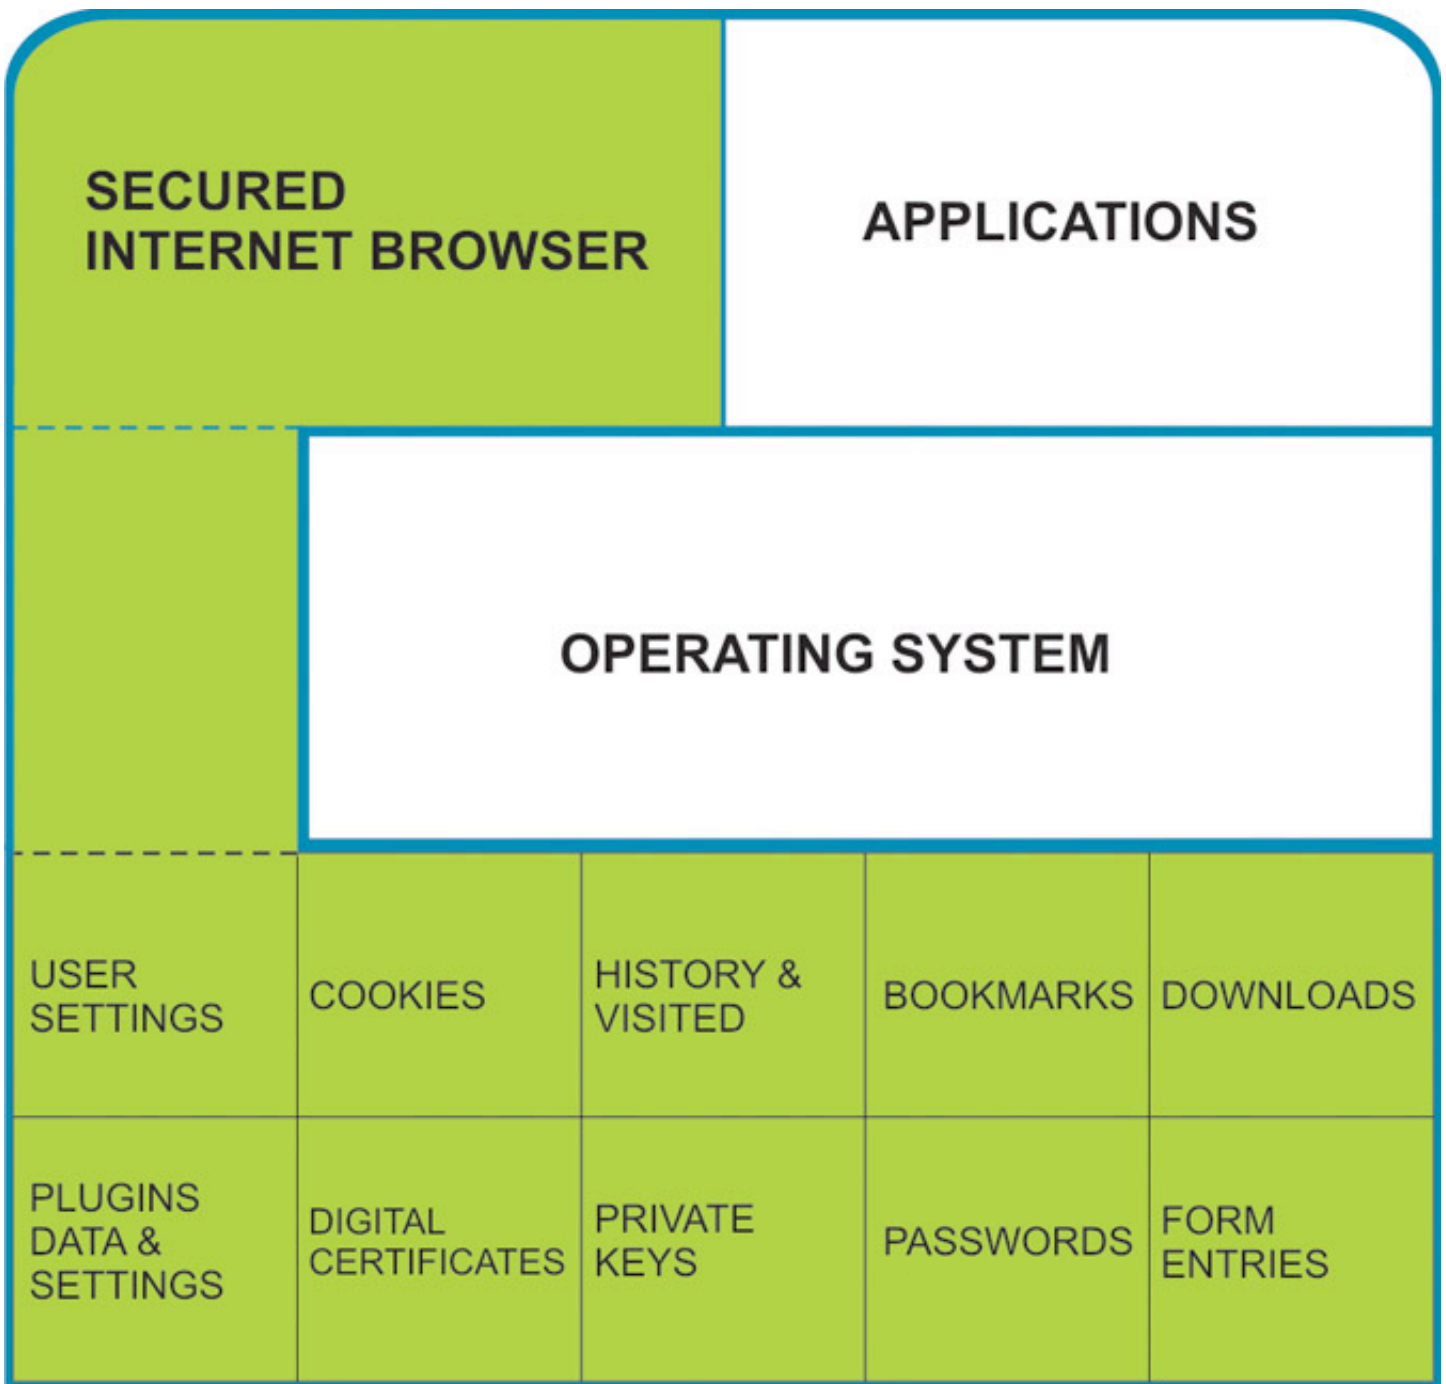 SECURED
INTERNET BROWSER
APPLICATIONS
OPERATING SYSTEM
USER
SETTINGS
COOKIES
HISTORY &
VISITED
BOOKMARKS
DOWNLOADS
PLUGINS
DATA &
SETTINGS
DIGITAL
CERTIFICATES
PRIVATE
KEYS
PASSWORDS
FORM
ENTRIES